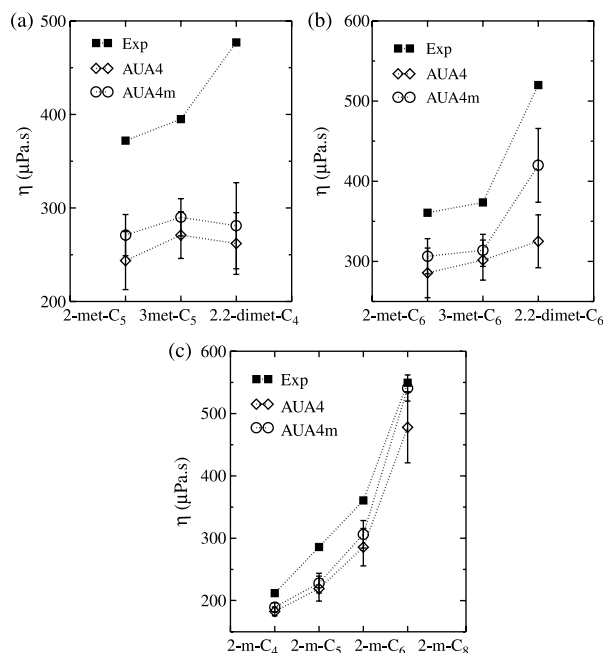 (a)
500
400
300
200
η (μPa.s)
Exp
AUA4
AUA4m
2-met-C5 3met-C5 2.2-dimet-C4
(b)
600
500
400
300
η (μPa.s)
Exp
AUA4
AUA4m
2-met-C6 3-met-C6 2.2-dimet-C6
(c)
600
500
400
300
200
η (μPa.s)
Exp
AUA4
AUA4m
2-m-C4 2-m-C5 2-m-C6 2-m-C8